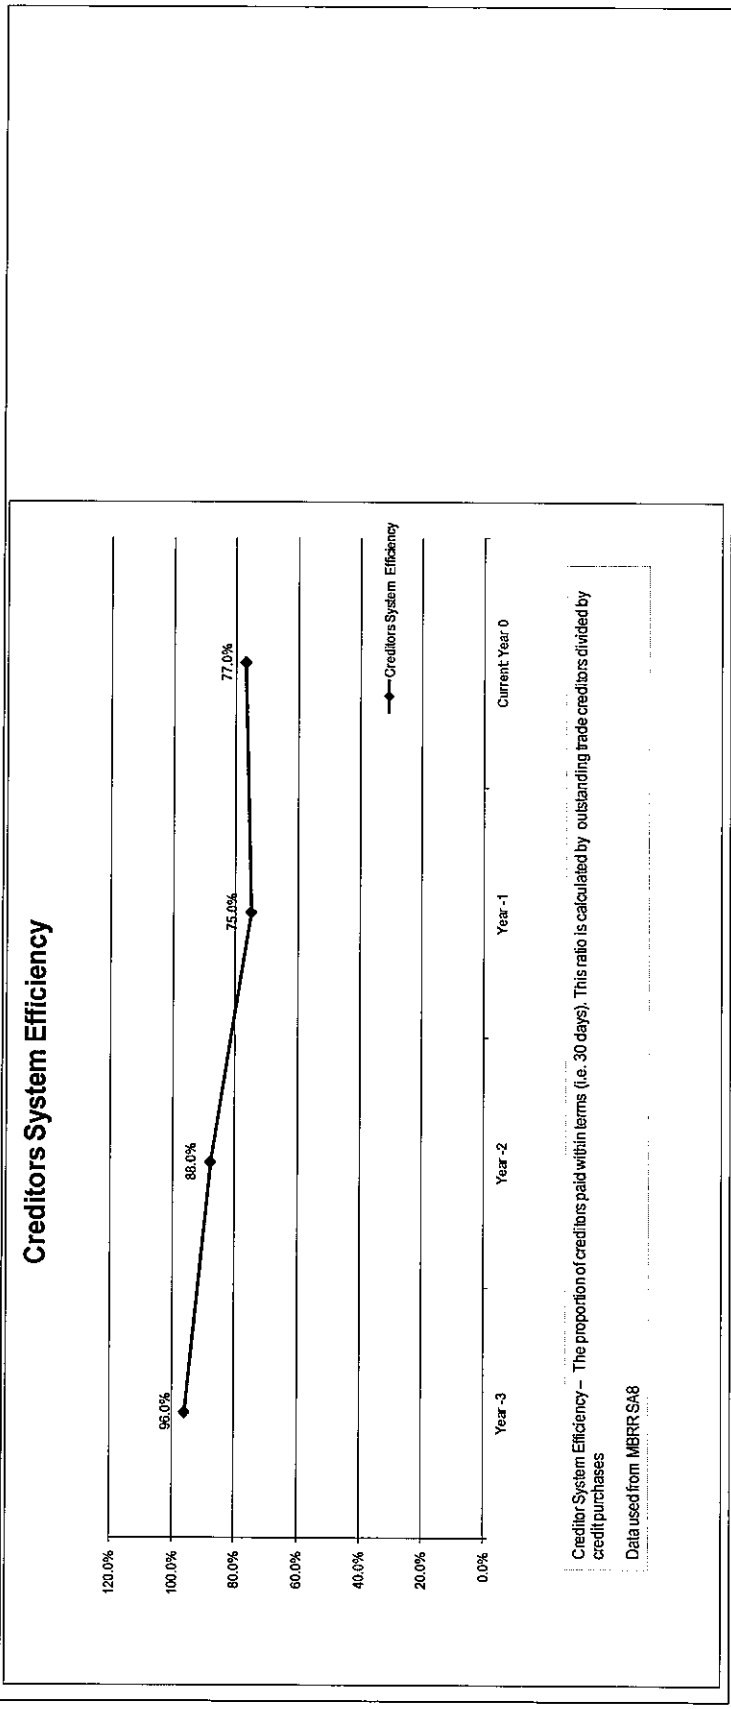 Creditors System Efficiency
120.0%
100.0%
80.0%
60.0%
40.0%
20.0%
0.0%
96.0%
88.0%
75.0%
77.0%
Creditors System Efficiency
Year -3
Year -2
Year -1
Current Year 0
Creditor System Efficiency – The proportion of creditors paid within terms (i.e. 30 days). This ratio is calculated by outstanding trade creditors divided by
credit purchases
Data used from MBRR SA8